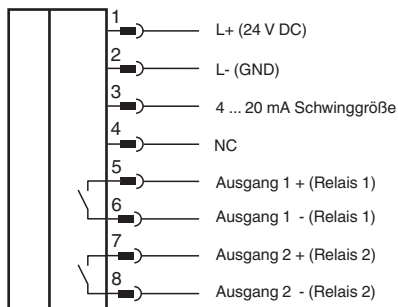 1 L+ (24 V DC)
2 L- (GND)
3 4 ... 20 mA Schwinggröße
4 NC
5 Ausgang 1 + (Relais 1)
6 Ausgang 1 - (Relais 1)
7 Ausgang 2 + (Relais 2)
8 Ausgang 2 - (Relais 2)